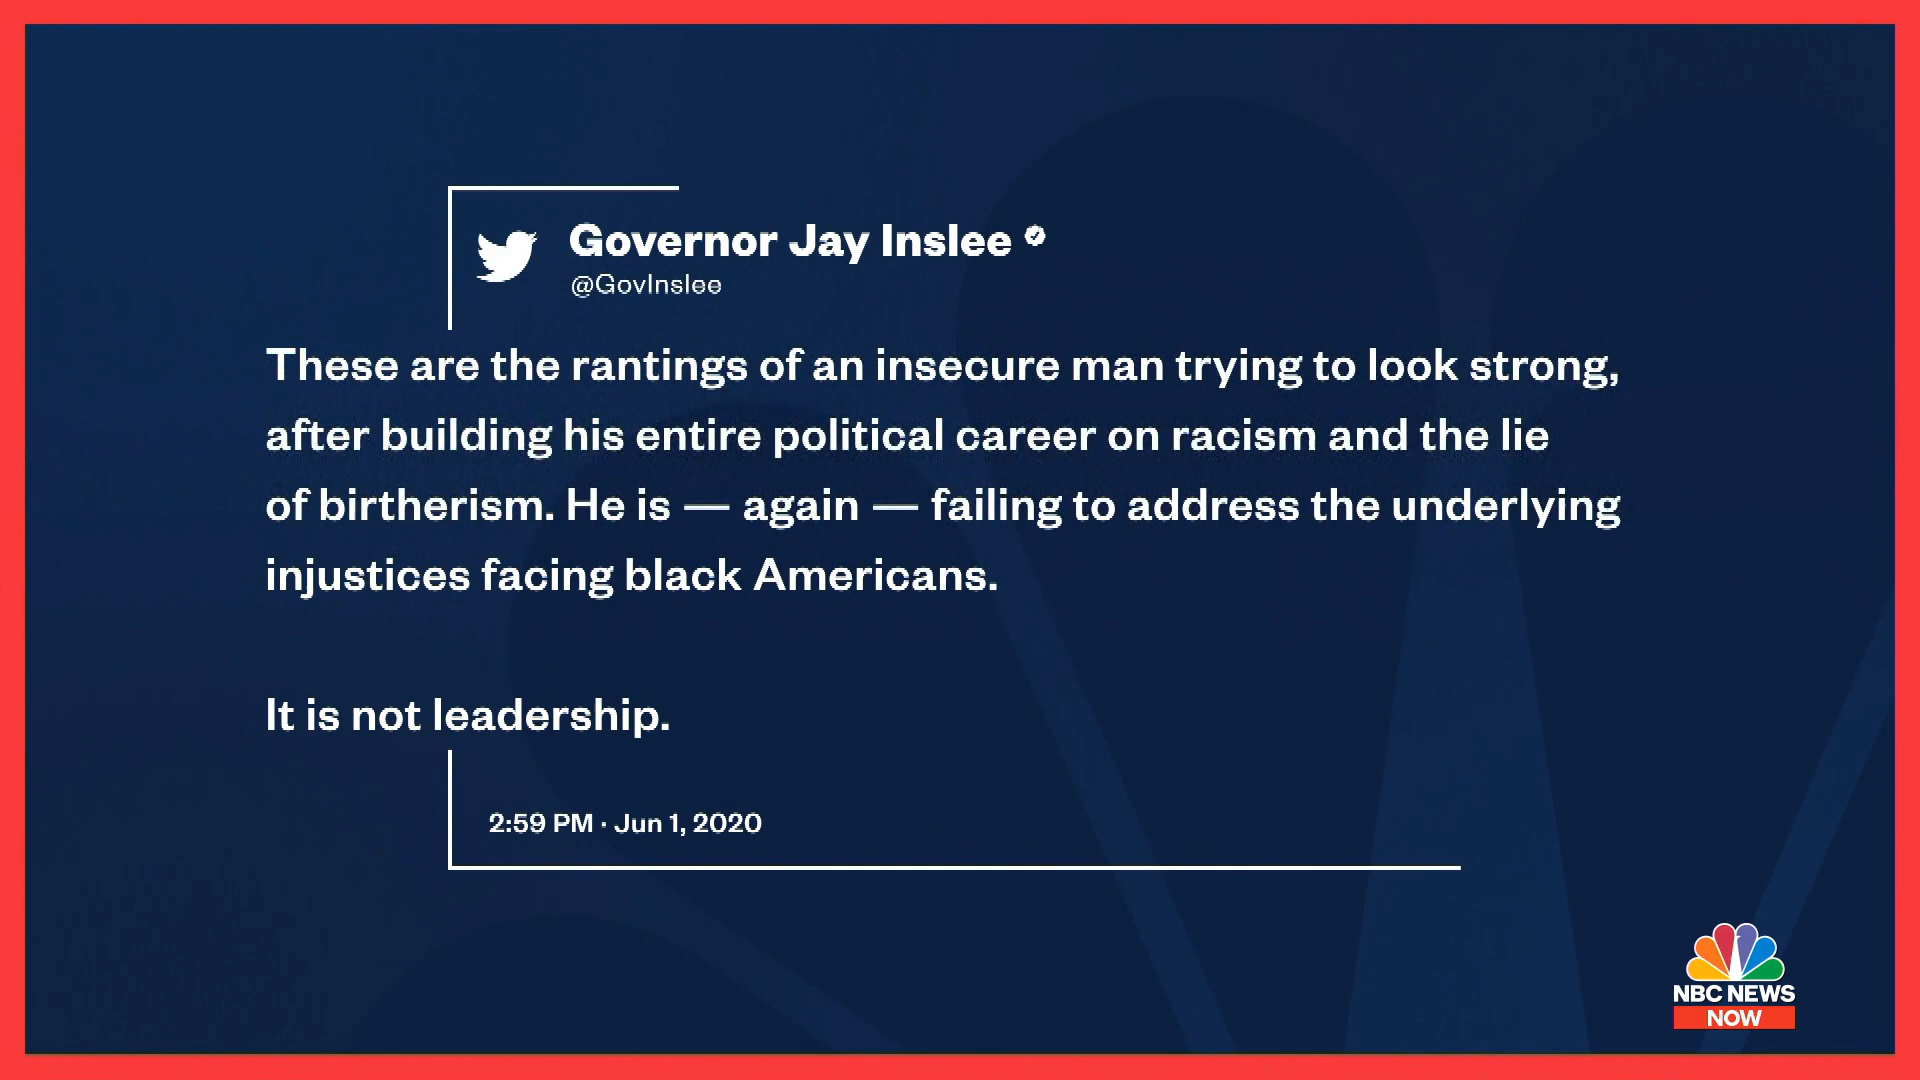 Governor Jay Inslee
@GovInslee
These are the rantings of an insecure man trying to look strong,
after building his entire political career on racism and the lie
of birtherism. He is — again — failing to address the underlying
injustices facing black Americans.
It is not leadership.
2:59 PM · Jun 1, 2020
NBC NEWS
NOW